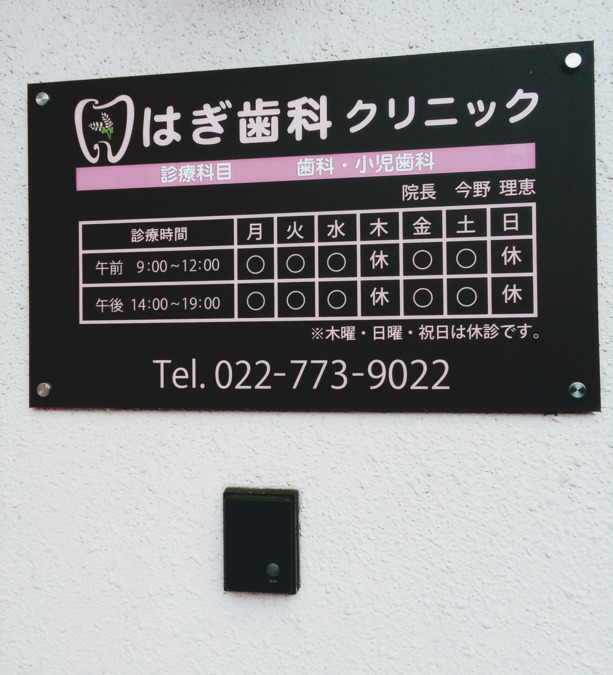 はぎ歯科クリニック
診療科目 歯科・小児歯科
院長 今野 理恵
診療時間 月 火 水 木 金 土 日
午前 9:00~12:00 ○ ○ ○ 休 ○ ○ 休
午後 14:00~19:00 ○ ○ ○ 休 ○ ○ 休
※木曜・日曜・祝日は休診です。
Tel. 022-773-9022